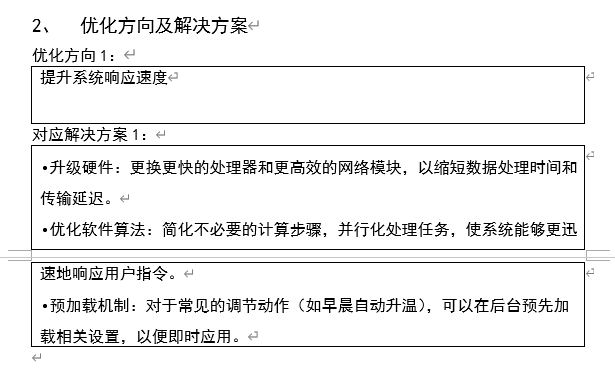 2、 优化方向及解决方案
优化方向1：
提升系统响应速度
对应解决方案1：
•升级硬件：更换更快的处理器和更高效的网络模块，以缩短数据处理时间和
传输延迟。
•优化软件算法：简化不必要的计算步骤，并行化处理任务，使系统能够更迅
速地响应用户指令。
•预加载机制：对于常见的调节动作（如早晨自动升温），可以在后台预先加
载相关设置，以便即时应用。